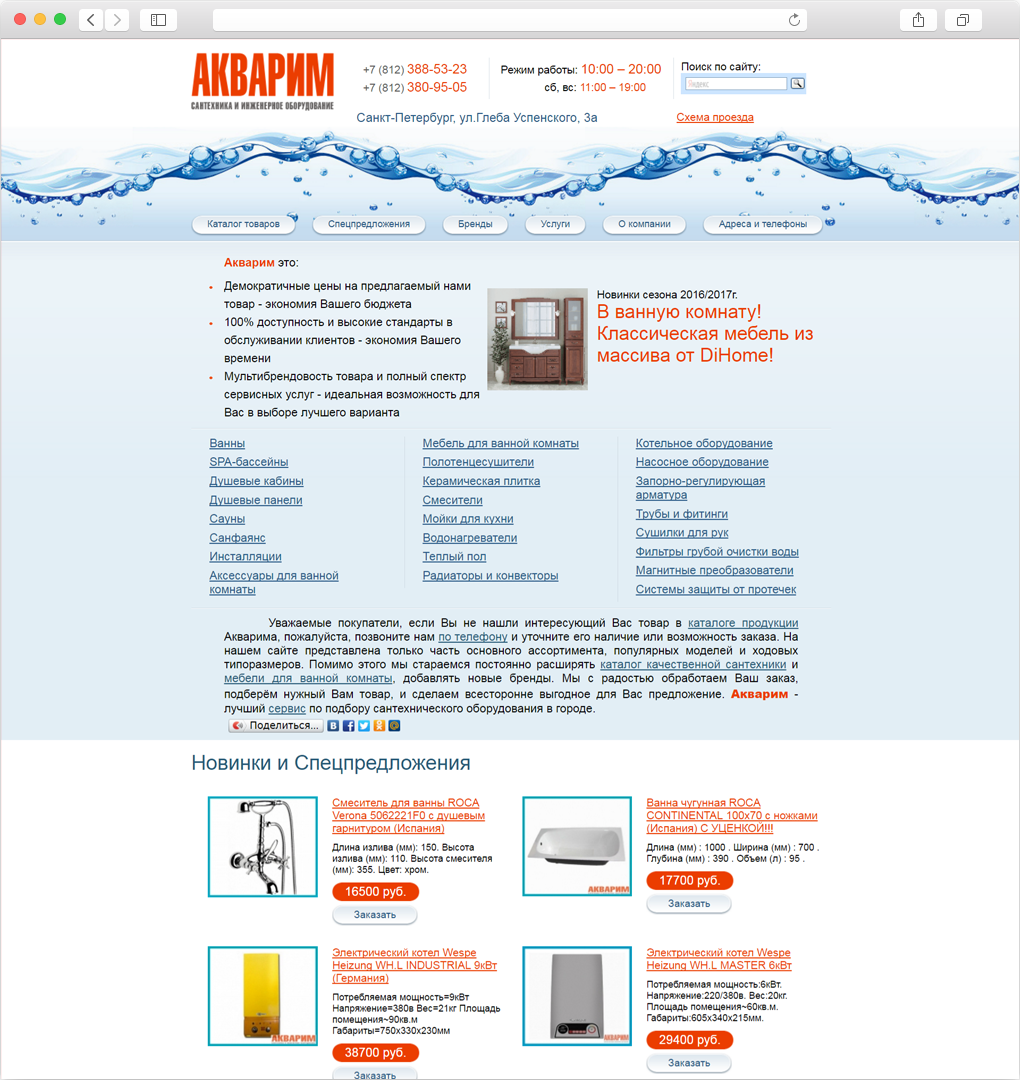 АКВАРИМ
САНТЕХНИКА И ИНЖЕНЕРНОЕ ОБОРУДОВАНИЕ
+7 (812) 388-53-23
+7 (812) 380-95-05
Режим работы: 10:00 – 20:00
сб, вс: 11:00 – 19:00
Поиск по сайту:
Яндекс
Санкт-Петербург, ул.Глеба Успенского, 3а
Схема проезда
Каталог товаров
Спецпредложения
Бренды
Услуги
О компании
Адреса и телефоны
Акварим это:
Демократичные цены на предлагаемый нами
товар - экономия Вашего бюджета
100% доступность и высокие стандарты в
обслуживании клиентов - экономия Вашего
времени
Мультибрендовость товара и полный спектр
сервисных услуг - идеальная возможность для
Вас в выборе лучшего варианта
Новинки сезона 2016/2017г.
В ванную комнату!
Классическая мебель из
массива от DiHome!
Ванны
SPA-бассейны
Душевые кабины
Душевые панели
Сауны
Санфаянс
Инсталляции
Аксессуары для ванной
комнаты
Мебель для ванной комнаты
Полотенцесушители
Керамическая плитка
Смесители
Мойки для кухни
Водонагреватели
Теплый пол
Радиаторы и конвекторы
Котельное оборудование
Насосное оборудование
Запорно-регулирующая
арматура
Трубы и фитинги
Сушилки для рук
Фильтры грубой очистки воды
Магнитные преобразователи
Системы защиты от протечек
Уважаемые покупатели, если Вы не нашли интересующий Вас товар в каталоге продукции
Акварима, пожалуйста, позвоните нам по телефону и уточните его наличие или возможность заказа. На
нашем сайте представлена только часть основного ассортимента, популярных моделей и ходовых
типоразмеров. Помимо этого мы стараемся постоянно расширять каталог качественной сантехники и
мебели для ванной комнаты, добавлять новые бренды. Мы с радостью обработаем Ваш заказ,
подберём нужный Вам товар, и сделаем всесторонне выгодное для Вас предложение. Акварим -
лучший сервис по подбору сантехнического оборудования в городе.
Поделиться...
Новинки и Спецпредложения
Смеситель для ванны ROCA
Verona 5062221F0 с душевым
гарнитуром (Испания)
Длина излива (мм): 150. Высота
излива (мм): 110. Высота смесителя
(мм): 355. Цвет: хром.
16500 руб.
Заказать
АКВАРИМ
Ванна чугунная ROCA
CONTINENTAL 100x70 с ножками
(Испания) С УЦЕНКОЙ!!!
Длина (мм) : 1000 . Ширина (мм) : 700 .
Глубина (мм) : 390 . Объем (л) : 95 .
17700 руб.
Заказать
АКВАРИМ
Электрический котел Wespe
Heizung WH.L INDUSTRIAL 9кВт
(Германия)
Потребляемая мощность=9кВт
Напряжение=380в Вес=21кг Площадь
помещения~90кв.м
Габариты=750х330х230мм
38700 руб.
Заказать
АКВАРИМ
Электрический котел Wespe
Heizung WH.L MASTER 6кВт
Потребляемая мощность:6кВт.
Напряжение:220/380в. Вес:20кг.
Площадь помещения~60кв.м.
Габариты:605х340х215мм.
29400 руб.
Заказать